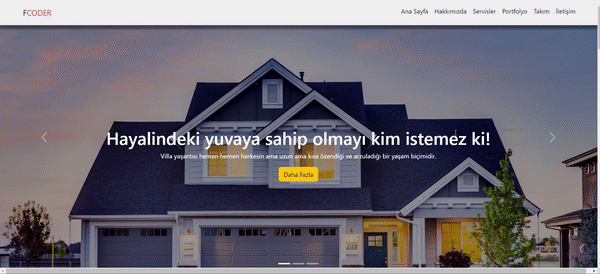 FCODER
Ana Sayfa Hakkımızda Servisler Portfolyo Takım İletişim
Hayalindeki yuvaya sahip olmayı kim istemez ki!
Villa yaşantısı hemen hemen herkesin ama uzun ama kısa özendiği ve arzuladığı bir yaşam biçimidir.
Daha Fazla